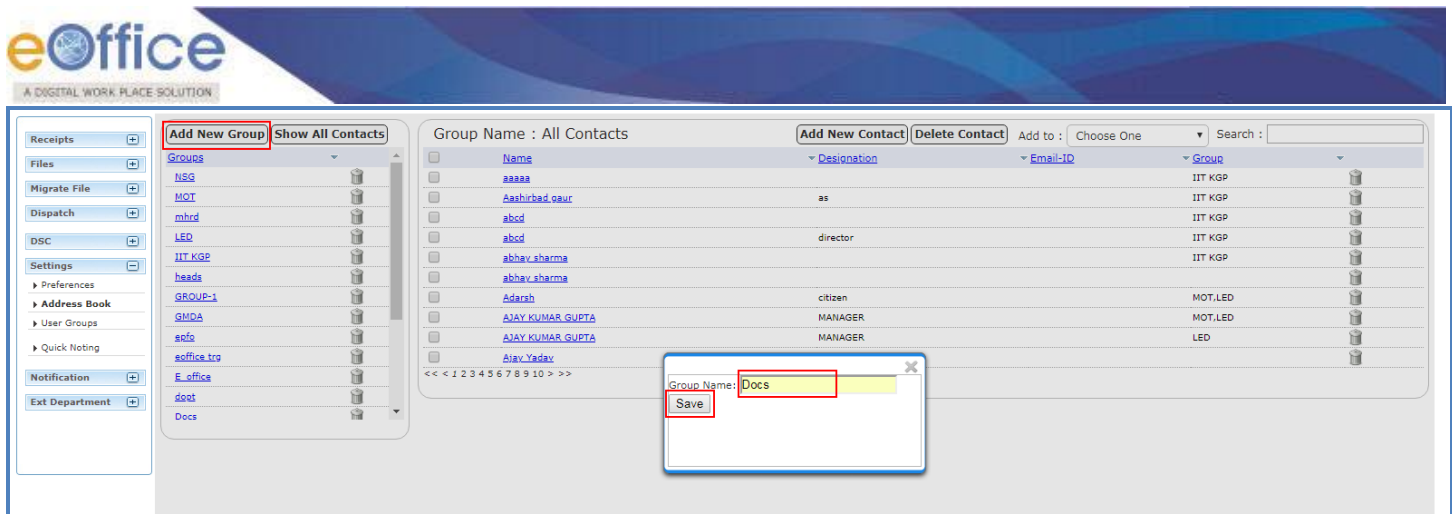 eOffice
A DIGITAL WORK PLACE SOLUTION
Receipts
Files
Migrate File
Dispatch
DSC
Settings
Preferences
Address Book
User Groups
Quick Noting
Notification
Ext Department
Add New Group Show All Contacts
Groups
NSG
MOT
mhrd
LED
IIT KGP
heads
GROUP-1
GMDA
epfo
eoffice trg
E_office
dopt
Docs
Group Name : All Contacts Add New Contact Delete Contact Add to : Choose One Search :
Name Designation Email-ID Group
aaaaa IIT KGP
Aashirbad gaur as IIT KGP
abcd IIT KGP
abcd director IIT KGP
abhay sharma IIT KGP
abhay sharma
Adarsh citizen MOT,LED
AJAY KUMAR GUPTA MANAGER MOT,LED
AJAY KUMAR GUPTA MANAGER LED
Ajay Yadav
<< < 1 2 3 4 5 6 7 8 9 10 > >>
Group Name: Docs
Save